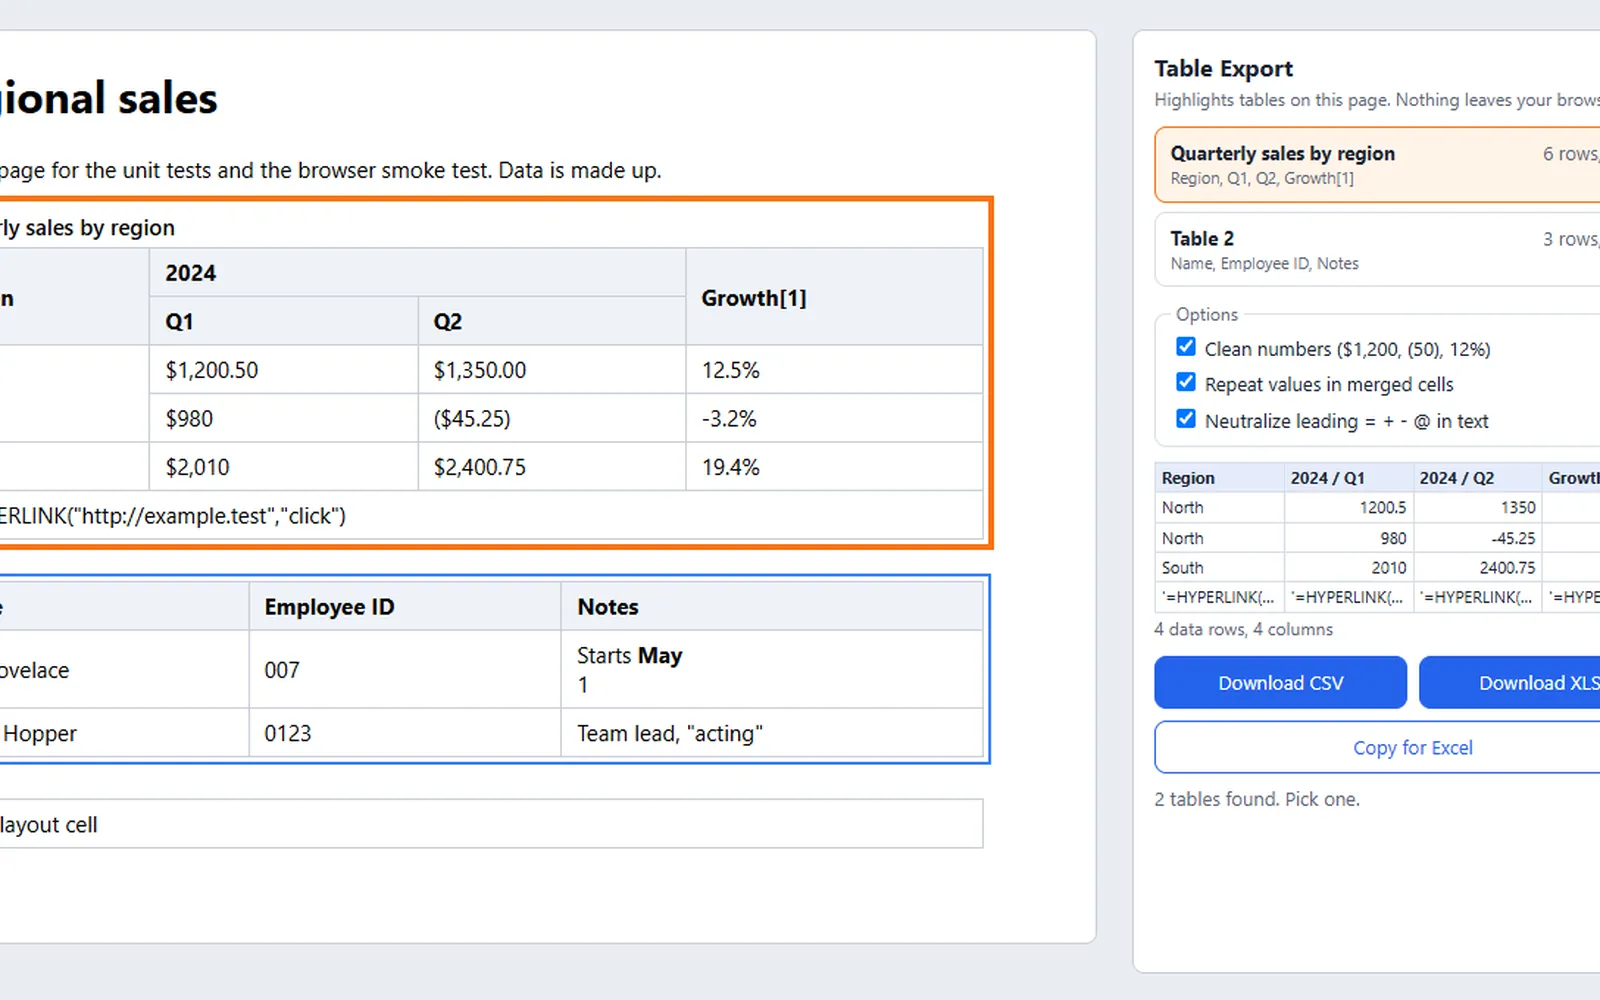 gional sales
page for the unit tests and the browser smoke test. Data is made up.
rly sales by region
n 2024 Growth[1]
Q1 Q2
$1,200.50 $1,350.00 12.5%
$980 ($45.25) -3.2%
$2,010 $2,400.75 19.4%
ERLINK("http://example.test","click")
e Employee ID Notes
ovelace 007 Starts May
1
Hopper 0123 Team lead, "acting"
layout cell
Table Export
Highlights tables on this page. Nothing leaves your brows
Quarterly sales by region 6 rows,
Region, Q1, Q2, Growth[1]
Table 2 3 rows,
Name, Employee ID, Notes
Options
Clean numbers ($1,200, (50), 12%)
Repeat values in merged cells
Neutralize leading = + - @ in text
Region 2024 / Q1 2024 / Q2 Growth
North 1200.5 1350
North 980 -45.25
South 2010 2400.75
'=HYPERLINK(... '=HYPERLINK(... '=HYPERLINK(... '=HYPE
4 data rows, 4 columns
Download CSV Download XLS
Copy for Excel
2 tables found. Pick one.